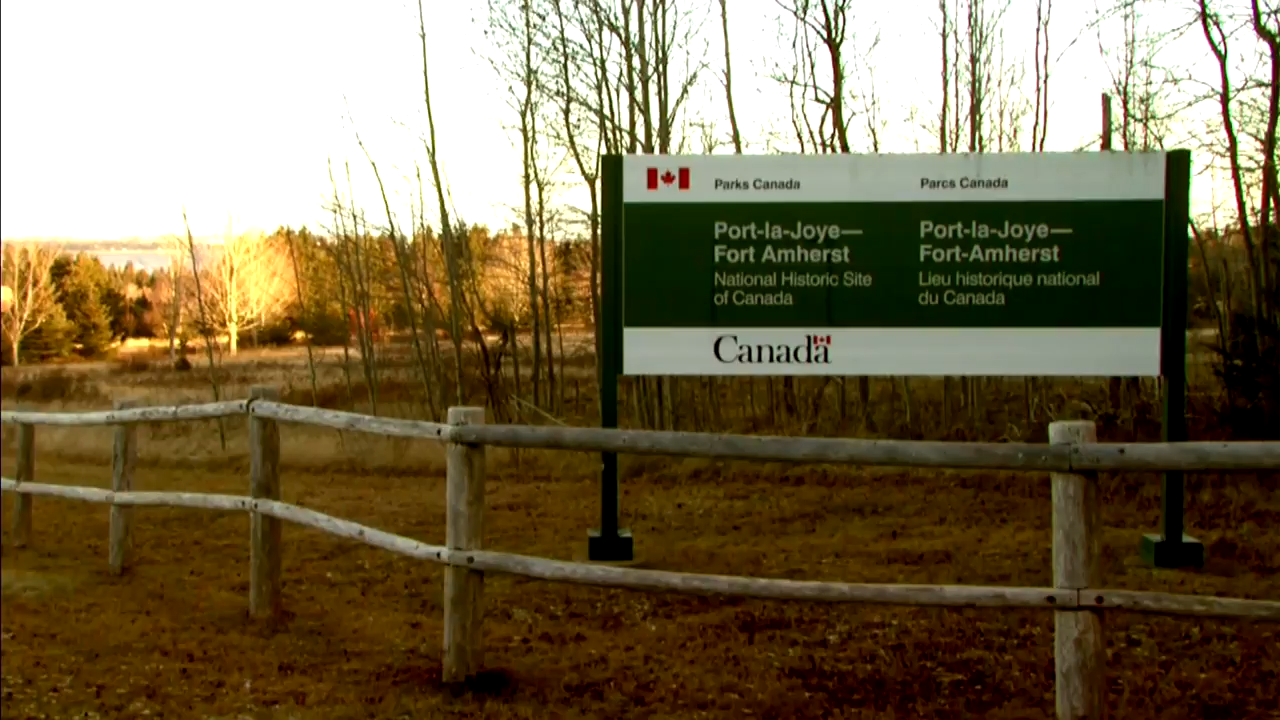 Parks Canada
Port-la-Joye—
Fort Amherst
National Historic Site
of Canada
Parcs Canada
Port-la-Joye—
Fort-Amherst
Lieu historique national
du Canada
Canada